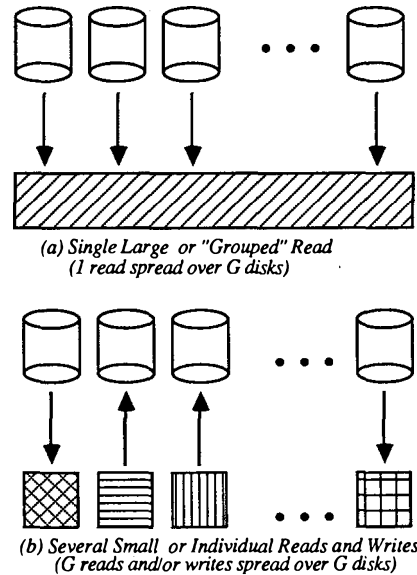 (a) Single Large or "Grouped" Read
(1 read spread over G disks)
(b) Several Small or Individual Reads and Writes
(G reads and/or writes spread over G disks)